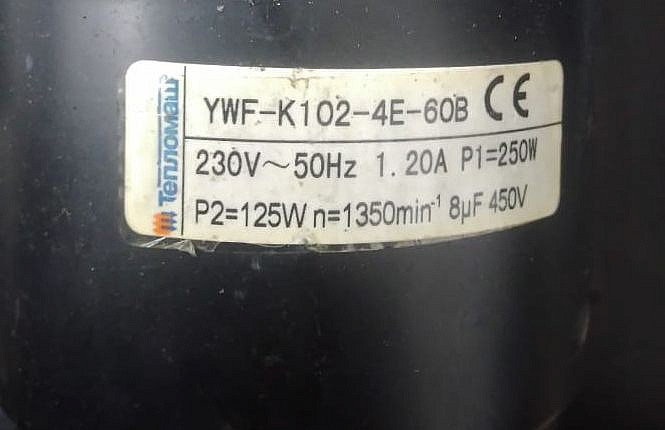 Тепломаш
YWF-K102-4E-60B CE
230V～50Hz 1.20A P1=250W
P2=125W n=1350min⁻¹ 8μF 450V